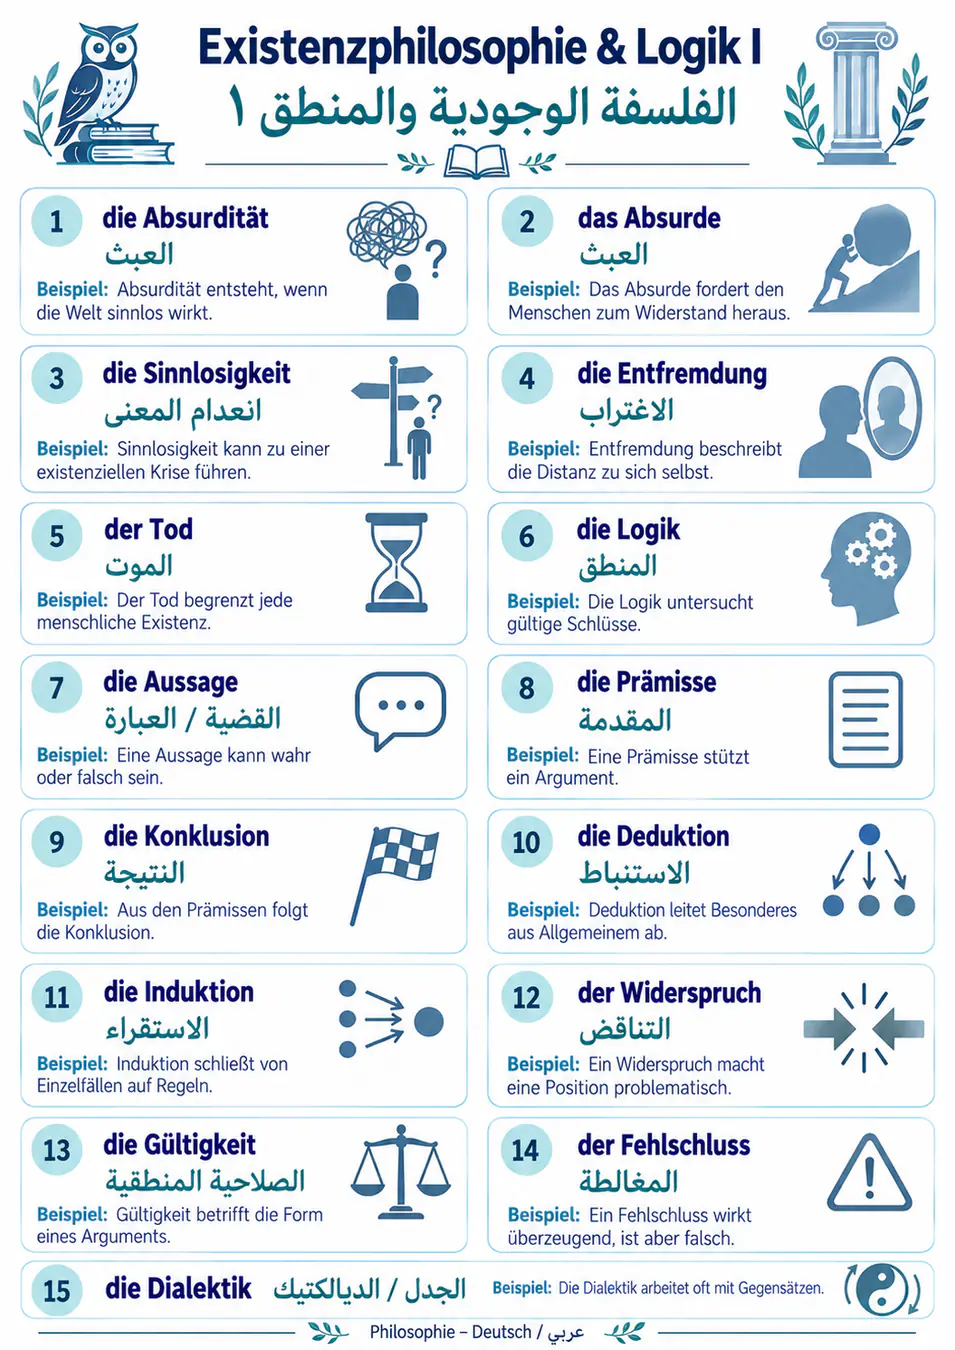 Existenzphilosophie & Logik I
الفلسفة الوجودية والمنطق ١
1
die Absurdität
العبث
Beispiel: Absurdität entsteht, wenn
die Welt sinnlos wirkt.
2
das Absurde
العبث
Beispiel: Das Absurde fordert den
Menschen zum Widerstand heraus.
3
die Sinnlosigkeit
انعدام المعنى
Beispiel: Sinnlosigkeit kann zu einer
existenziellen Krise führen.
4
die Entfremdung
الاغتراب
Beispiel: Entfremdung beschreibt
die Distanz zu sich selbst.
5
der Tod
الموت
Beispiel: Der Tod begrenzt jede
menschliche Existenz.
6
die Logik
المنطق
Beispiel: Die Logik untersucht
gültige Schlüsse.
7
die Aussage
القضية / العبارة
Beispiel: Eine Aussage kann wahr
oder falsch sein.
8
die Prämisse
المقدمة
Beispiel: Eine Prämisse stützt
ein Argument.
9
die Konklusion
النتيجة
Beispiel: Aus den Prämissen folgt
die Konklusion.
10
die Deduktion
الاستنباط
Beispiel: Deduktion leitet Besonderes
aus Allgemeinem ab.
11
die Induktion
الاستقراء
Beispiel: Induktion schließt von
Einzelfällen auf Regeln.
12
der Widerspruch
التناقض
Beispiel: Ein Widerspruch macht
eine Position problematisch.
13
die Gültigkeit
الصلاحية المنطقية
Beispiel: Gültigkeit betrifft die Form
eines Arguments.
14
der Fehlschluss
المغالطة
Beispiel: Ein Fehlschluss wirkt
überzeugend, ist aber falsch.
15 die Dialektik الجدل / الديالكتيك Beispiel: Die Dialektik arbeitet oft mit Gegensätzen.
Philosophie – Deutsch / عربي